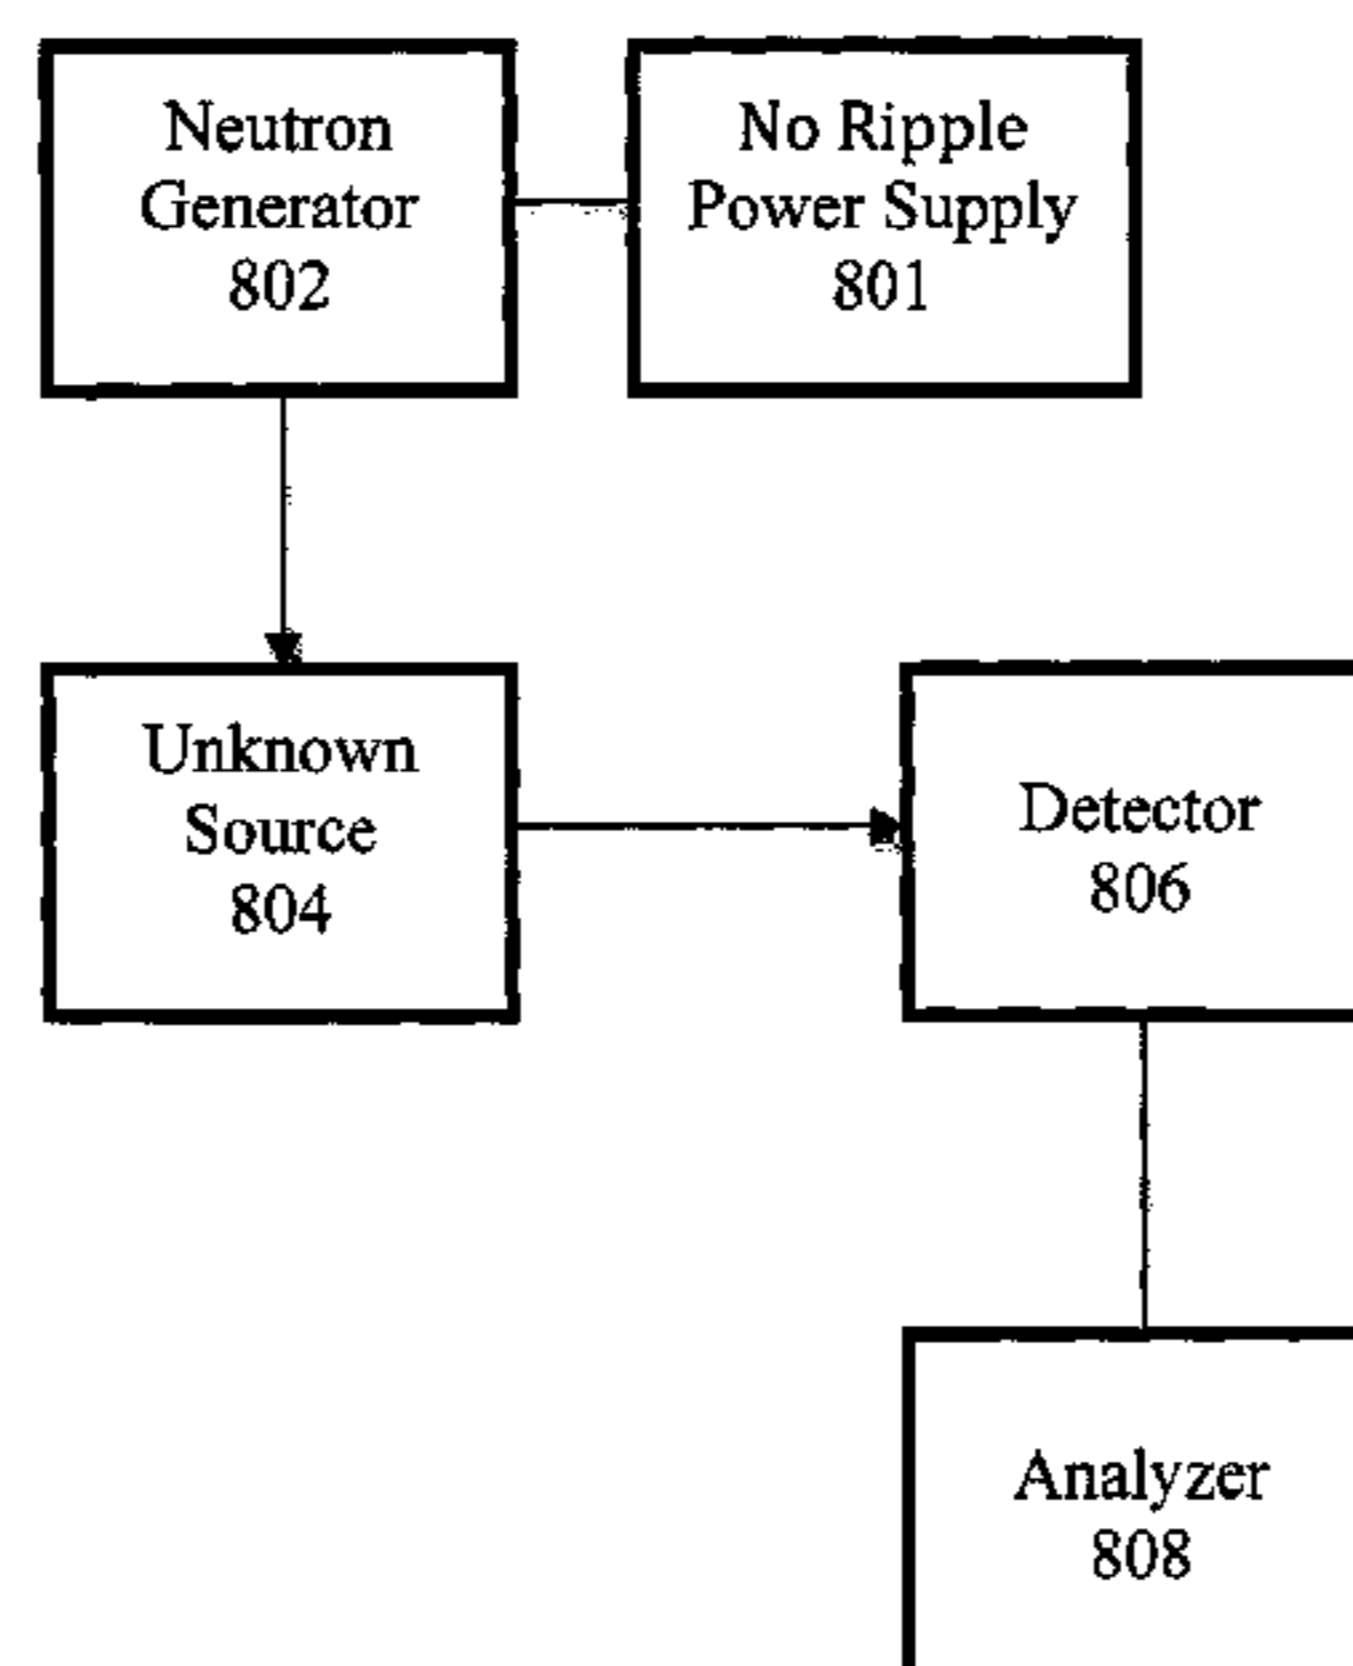 Neutron
Generator
802
No Ripple
Power Supply
801
Unknown
Source
804
Detector
806
Analyzer
808